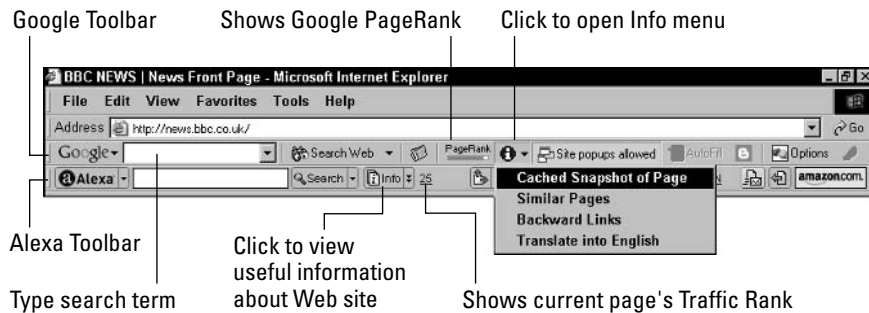 Google Toolbar
Shows Google PageRank
Click to open Info menu
BBC NEWS | News Front Page - Microsoft Internet Explorer
File Edit View Favorites Tools Help
Address http://news.bbc.co.uk/ Go
Google Search Web PageRank Site popups allowed AutoFill Options
Alexa Search Info 25 amazon.com.
Cached Snapshot of Page
Similar Pages
Backward Links
Translate into English
Alexa Toolbar
Click to view
useful information
about Web site
Type search term
Shows current page's Traffic Rank